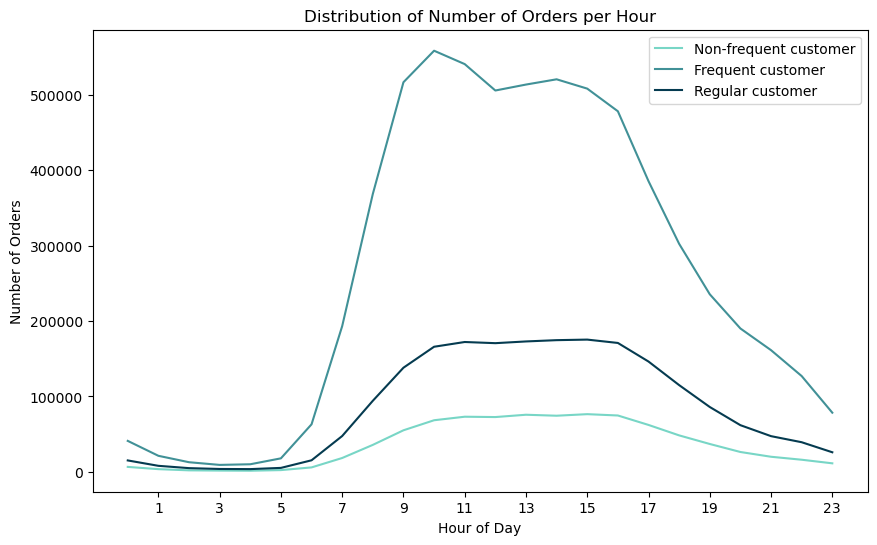 Distribution of Number of Orders per Hour
Non-frequent customer
Frequent customer
Regular customer
Number of Orders
500000
400000
300000
200000
100000
0
1 3 5 7 9 11 13 15 17 19 21 23
Hour of Day